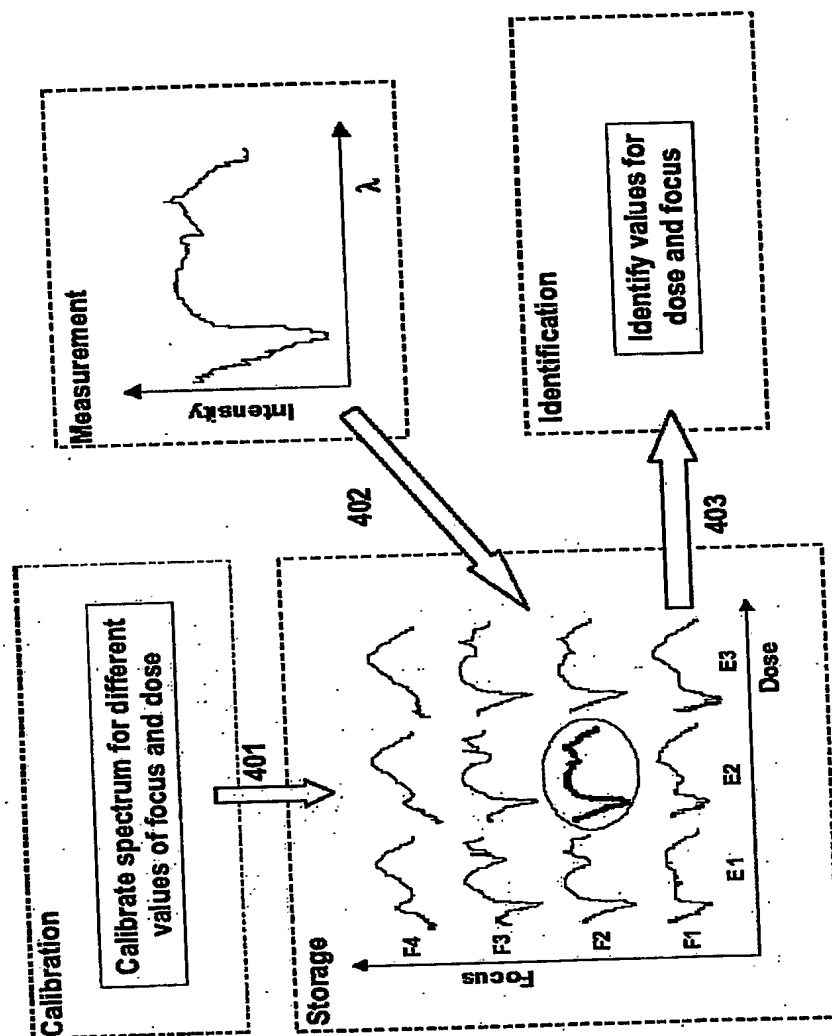 Calibration
Calibrate spectrum for different
values of focus and dose
401
Measurement
Intensity
λ
402
Storage
Focus
F4
F3
F2
F1
E1
E2
E3
Dose
403
Identification
Identify values for
dose and focus